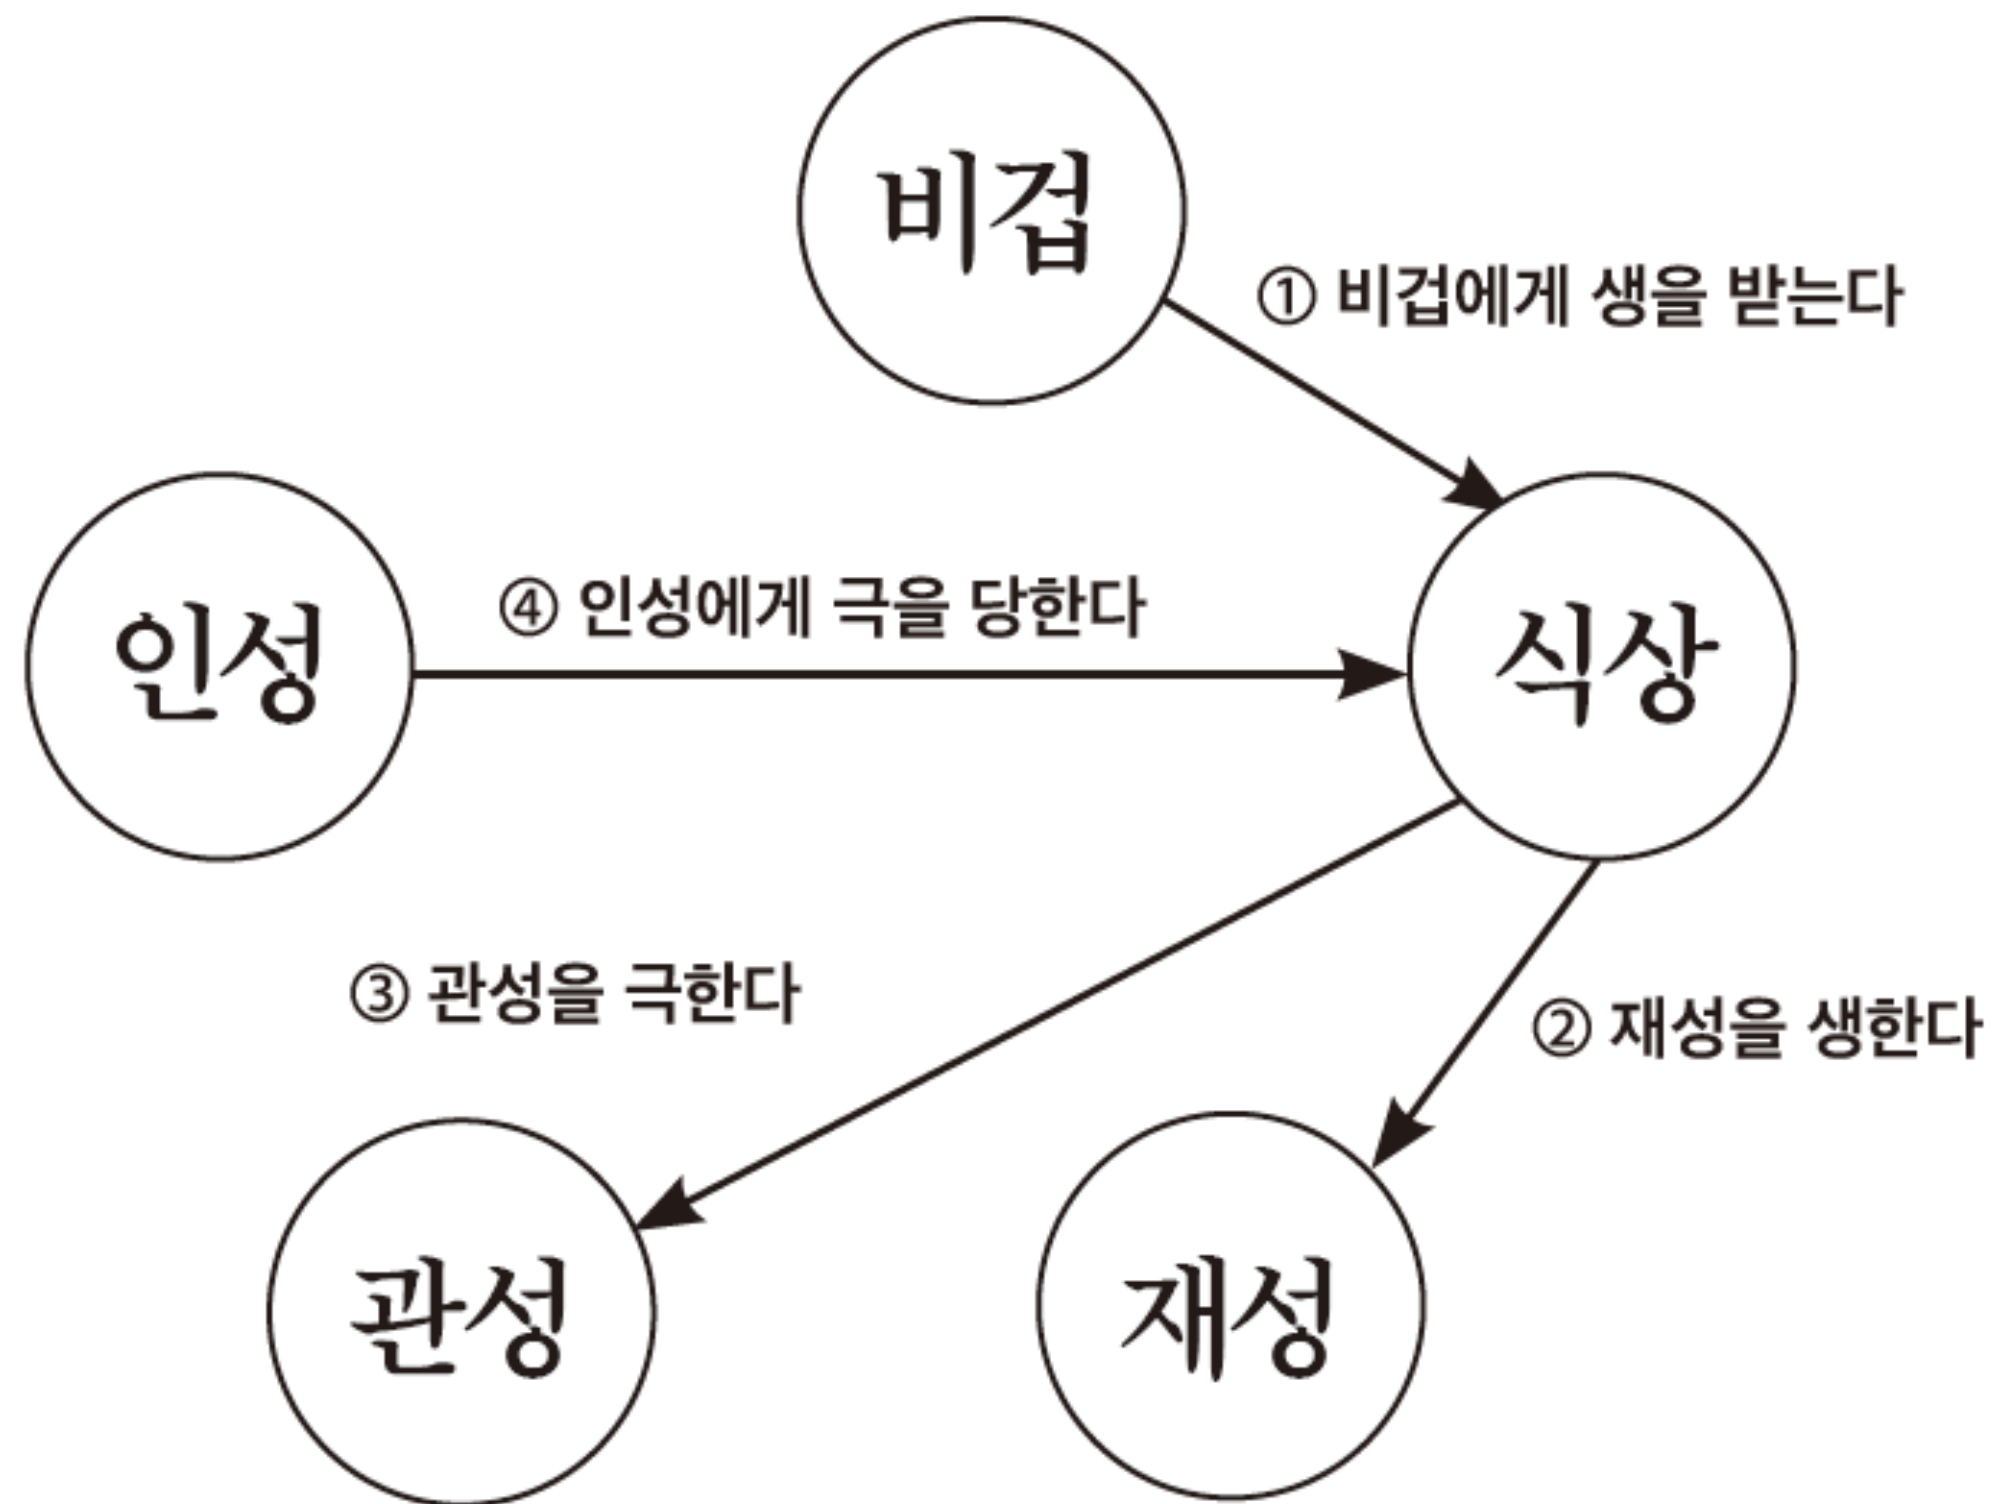 비겁
① 비겁에게 생을 받는다
인성
④ 인성에게 극을 당한다
식상
③ 관성을 극한다
② 재성을 생한다
관성
재성